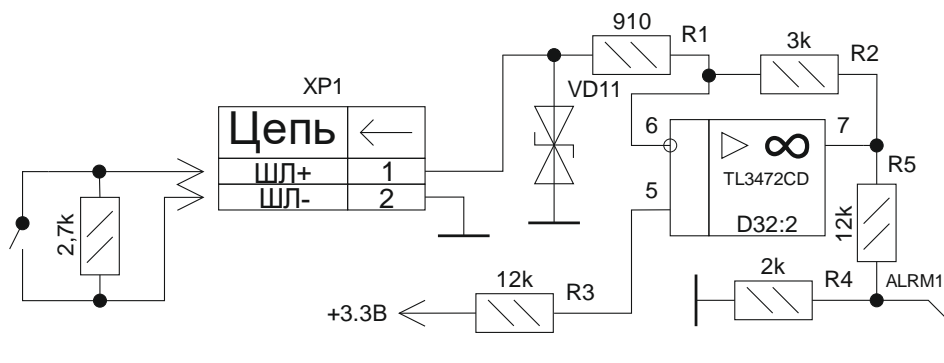 910
R1
3k
R2
XP1
VD11
Цепь
ШЛ+
1
ШЛ-
2
2,7k
6
7
5
∞
TL3472CD
D32:2
R5
12k
12k
R3
+3.3В
2k
R4
ALRM1